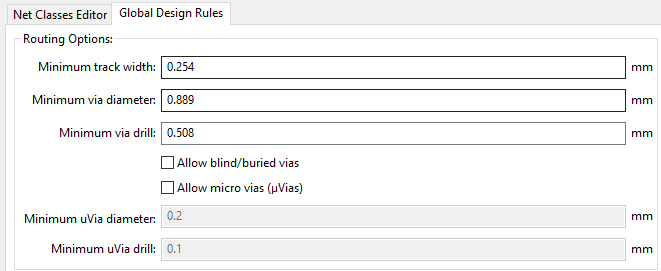 Net Classes Editor Global Design Rules
Routing Options:
Minimum track width: 0.254 mm
Minimum via diameter: 0.889 mm
Minimum via drill: 0.508 mm
Allow blind/buried vias
Allow micro vias (µVias)
Minimum uVia diameter: 0.2 mm
Minimum uVia drill: 0.1 mm